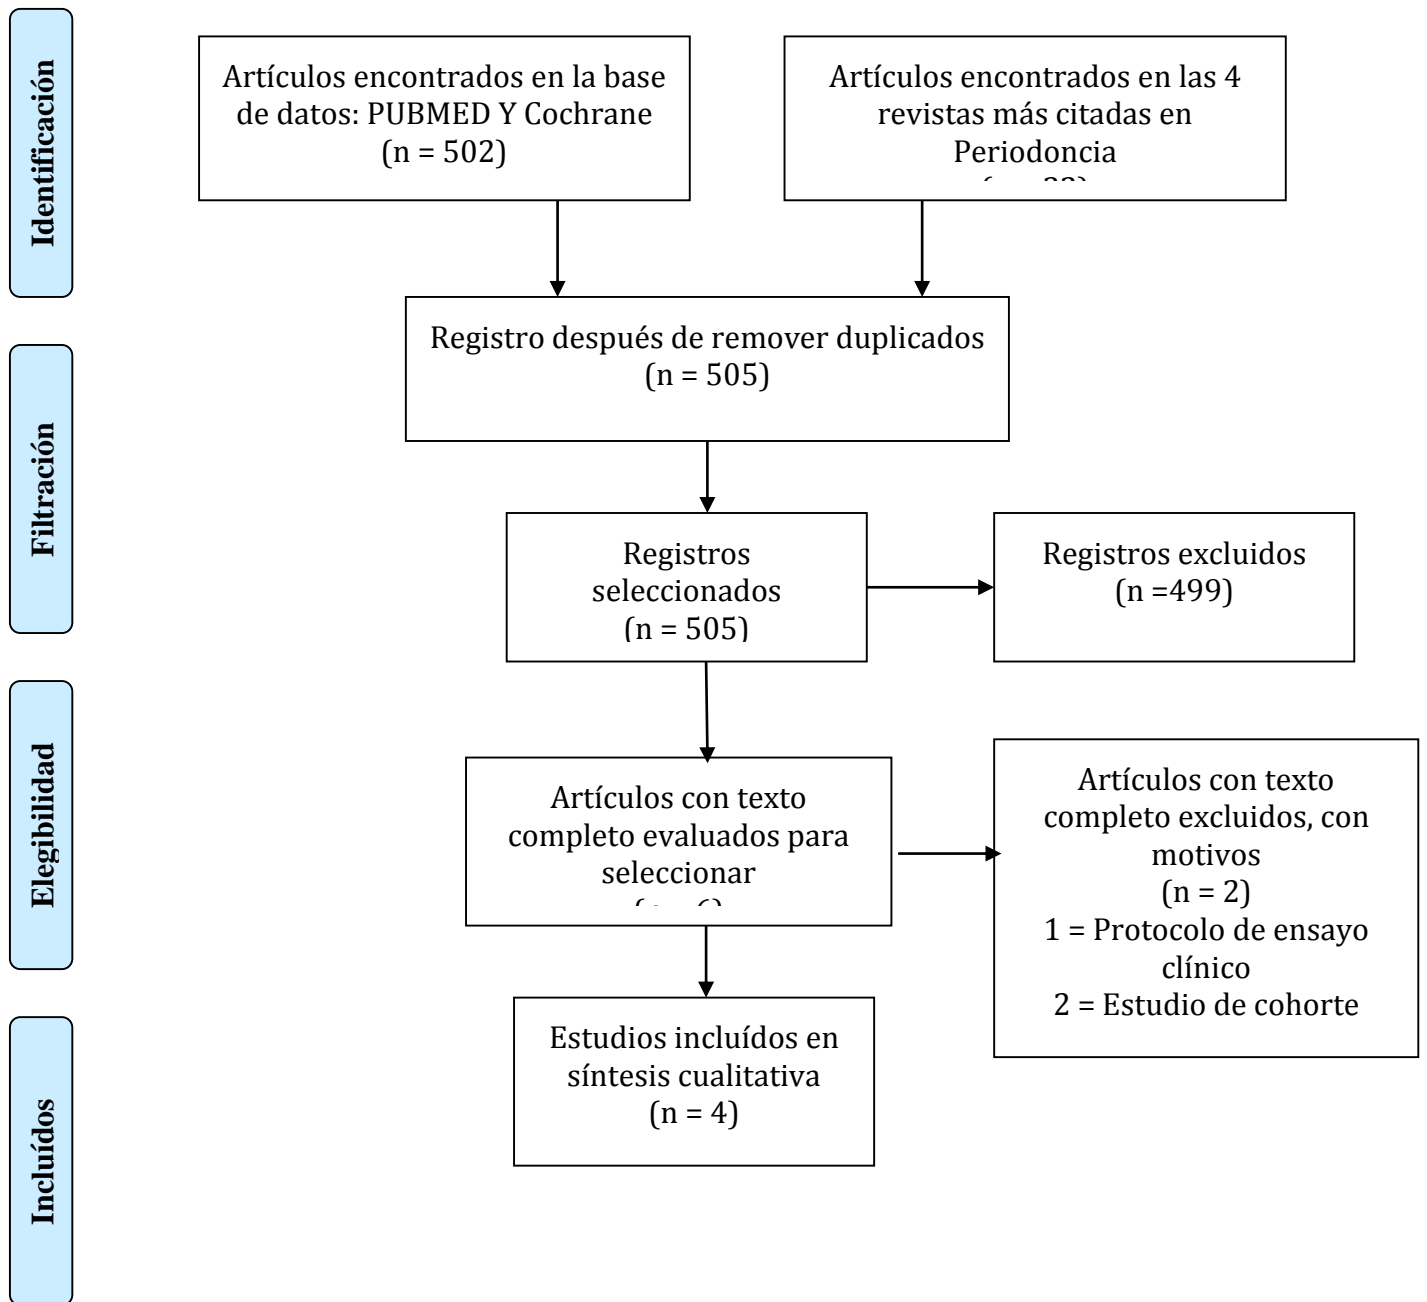 Identificación
Artículos encontrados en la base
de datos: PUBMED Y Cochrane
(n = 502)
Artículos encontrados en las 4
revistas más citadas en
Periodoncia
Registro después de remover duplicados
(n = 505)
Filtración
Registros
seleccionados
(n = 505)
Registros excluidos
(n =499)
Elegibilidad
Artículos con texto
completo evaluados para
seleccionar
Artículos con texto
completo excluidos, con
motivos
(n = 2)
1 = Protocolo de ensayo
clínico
2 = Estudio de cohorte
Incluídos
Estudios incluídos en
síntesis cualitativa
(n = 4)